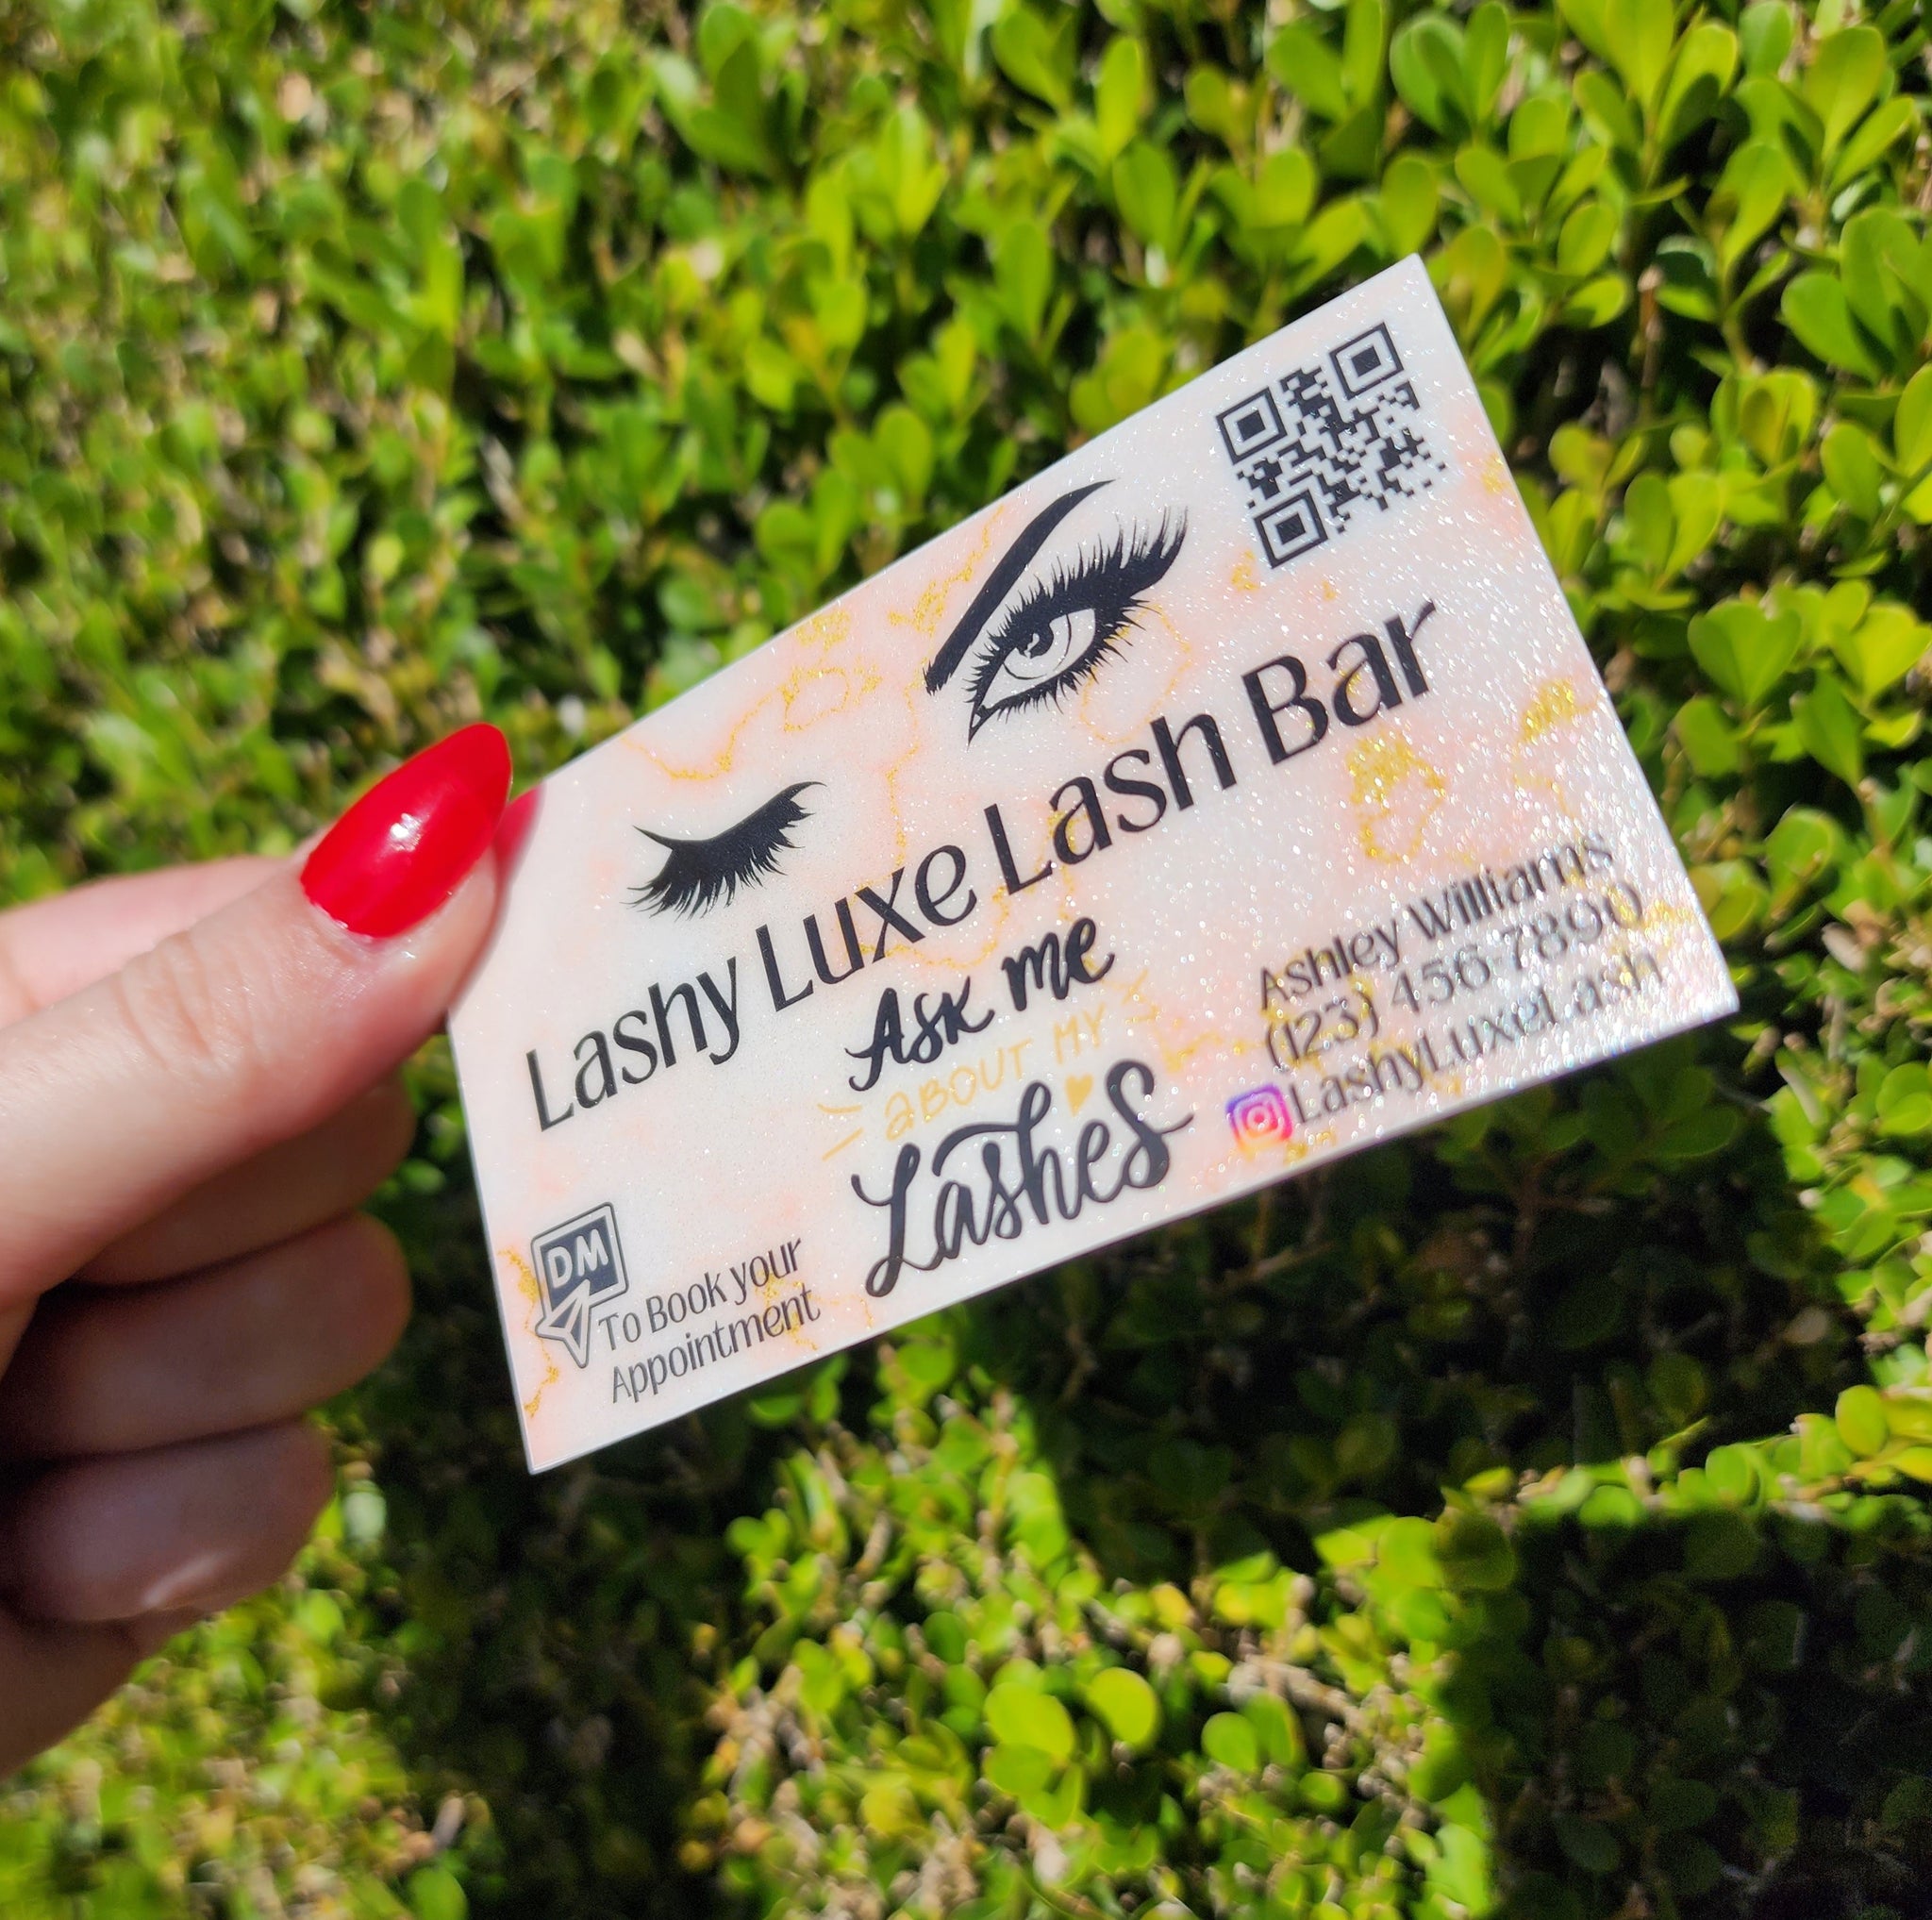 Lashy Luxe Lash Bar
Ask me
ABOUT MY
Lashes
DM
To Book your
Appointment
Ashley Williams
(123) 456-7890
LashyLuxeLash